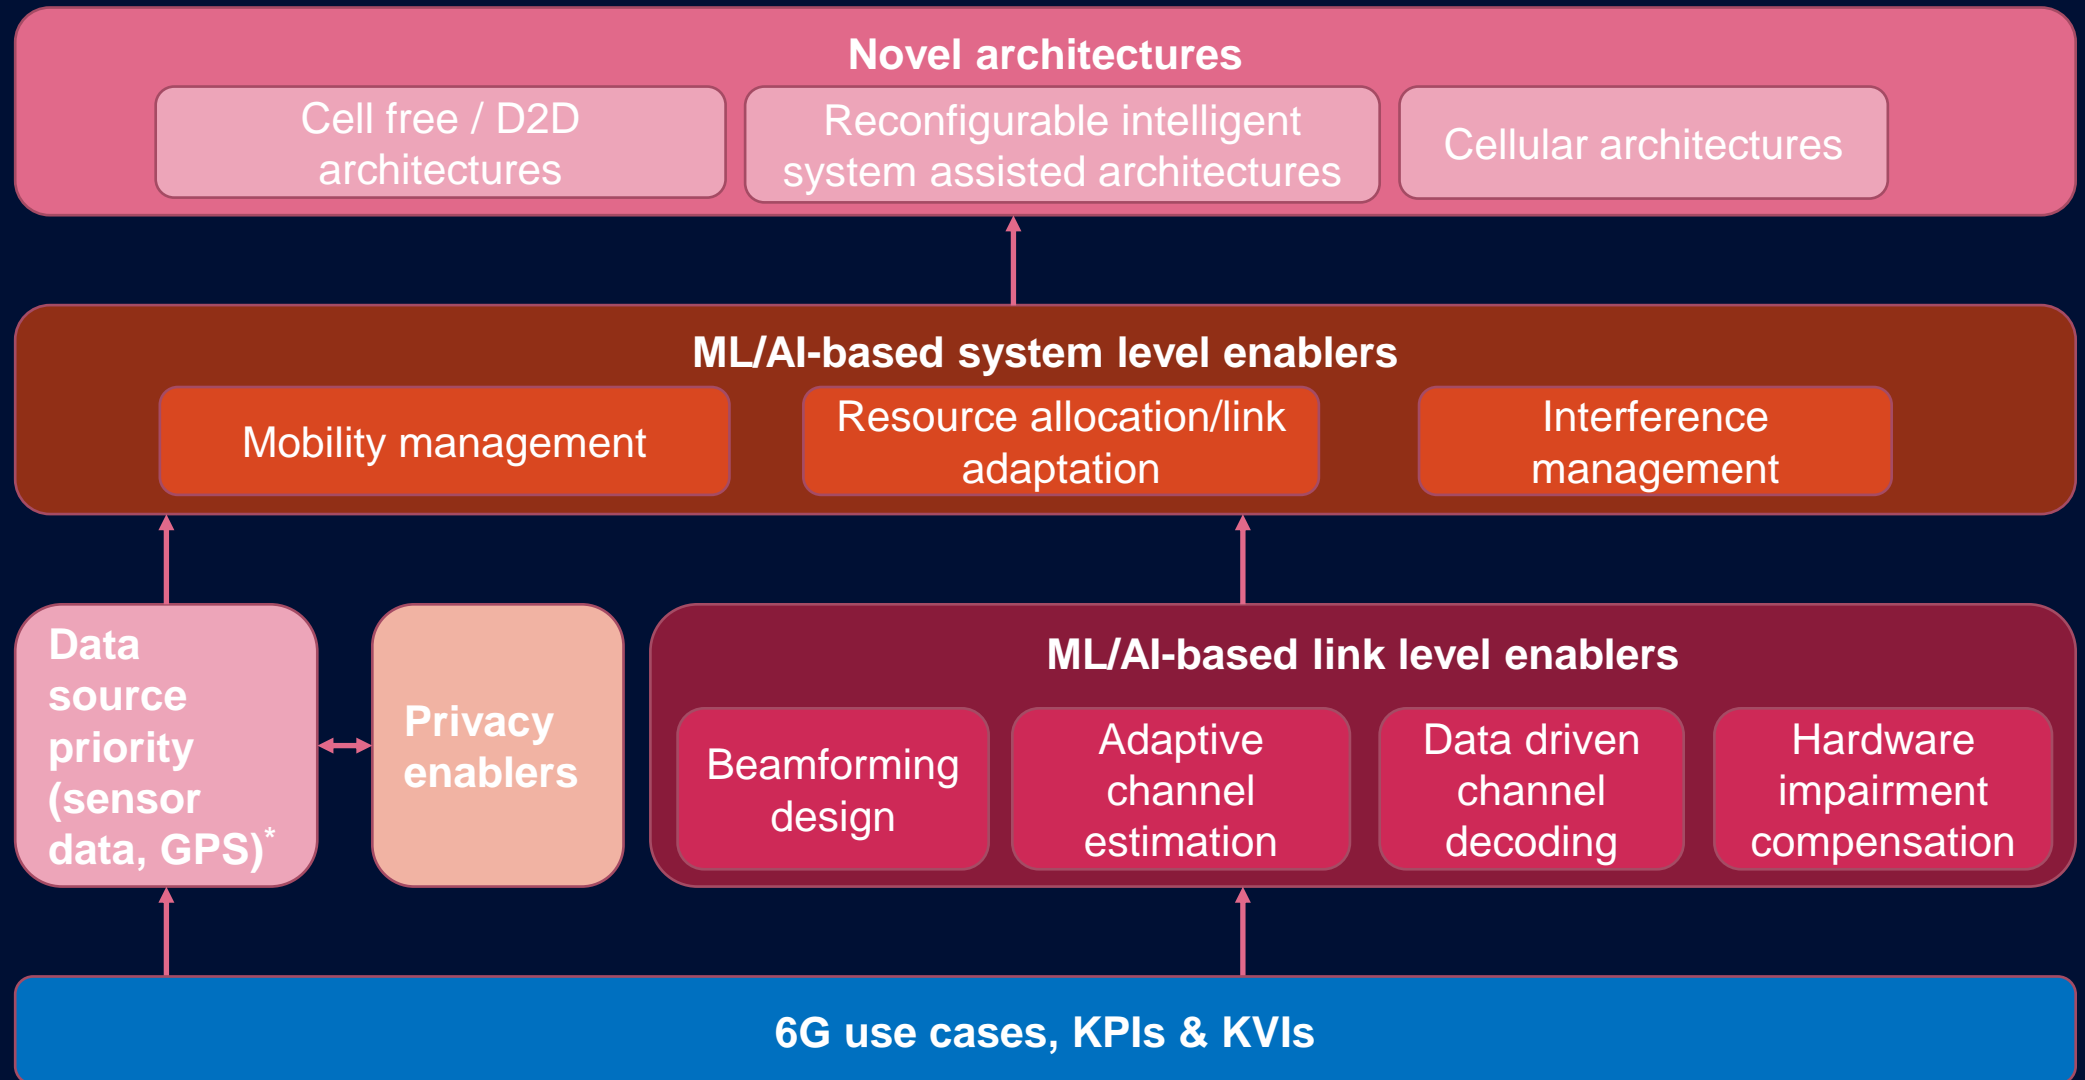 Novel architectures
Cell free / D2D
architectures
Reconfigurable intelligent
system assisted architectures
Cellular architectures
ML/AI-based system level enablers
Mobility management
Resource allocation/link
adaptation
Interference
management
Data
source
priority
(sensor
data, GPS)*
Privacy
enablers
ML/AI-based link level enablers
Beamforming
design
Adaptive
channel
estimation
Data driven
channel
decoding
Hardware
impairment
compensation
6G use cases, KPIs & KVIs